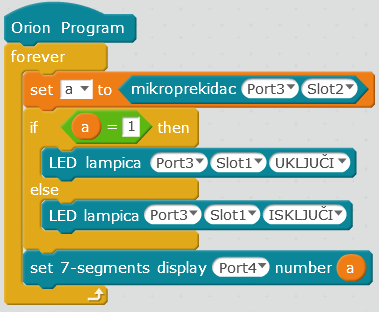 Orion Program
forever
set a to mikroprekidac Port3 Slot2
if a = 1 then
LED lampica Port3 Slot1 UKLJUČI
else
LED lampica Port3 Slot1 ISKLJUČI
set 7-segments display Port4 number a